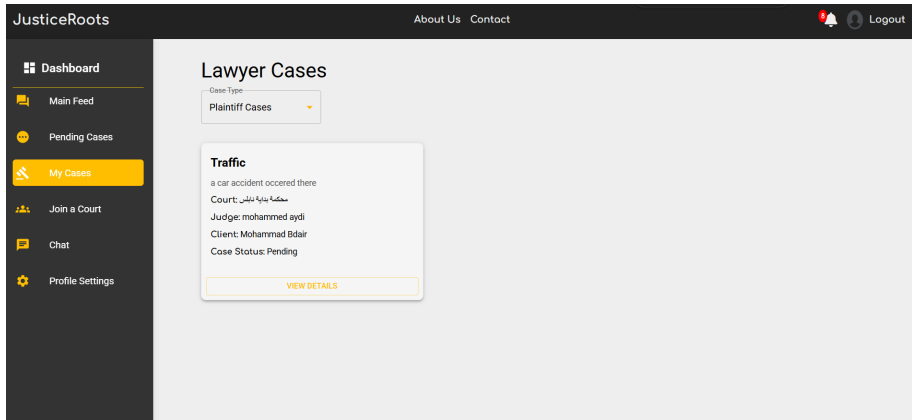 JusticeRoots
About Us Contact
8
Logout
Dashboard
Main Feed
Pending Cases
My Cases
Join a Court
Chat
Profile Settings
Lawyer Cases
Case Type
Plaintiff Cases
Traffic
a car accident occered there
Court: محكمة بداية نابلس
Judge: mohammed aydi
Client: Mohammad Bdair
Case Status: Pending
VIEW DETAILS